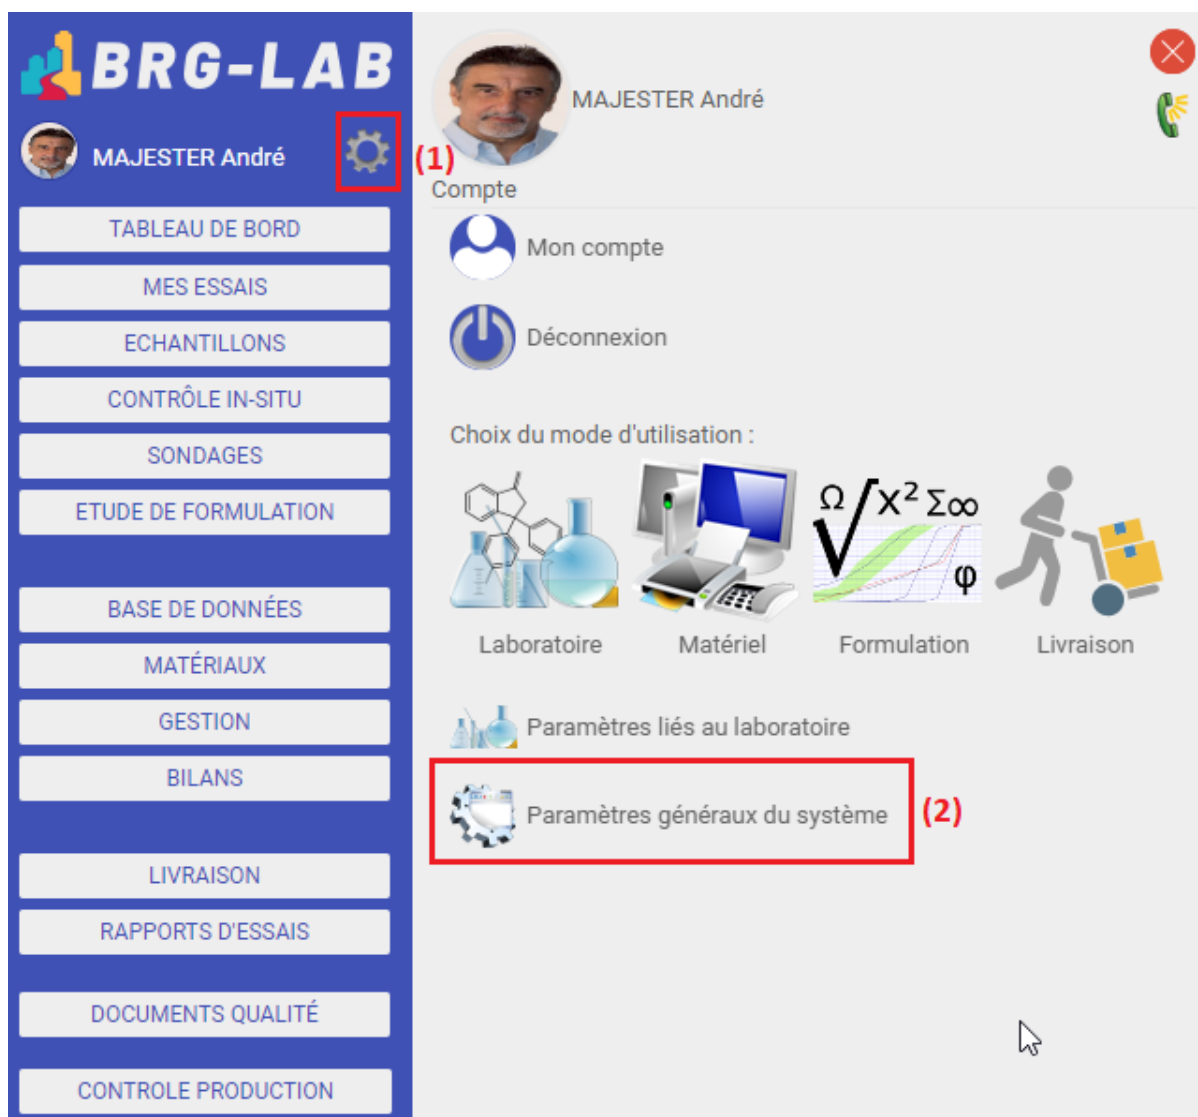 BRG-LAB
MAJESTER André
(1)
TABLEAU DE BORD
MES ESSAIS
ECHANTILLONS
CONTRÔLE IN-SITU
SONDAGES
ETUDE DE FORMULATION
BASE DE DONNÉES
MATÉRIAUX
GESTION
BILANS
LIVRAISON
RAPPORTS D'ESSAIS
DOCUMENTS QUALITÉ
CONTROLE PRODUCTION
MAJESTER André
Compte
Mon compte
Déconnexion
Choix du mode d'utilisation :
Ω √X² Σ∞
φ
Laboratoire Matériel Formulation Livraison
Paramètres liés au laboratoire
Paramètres généraux du système (2)